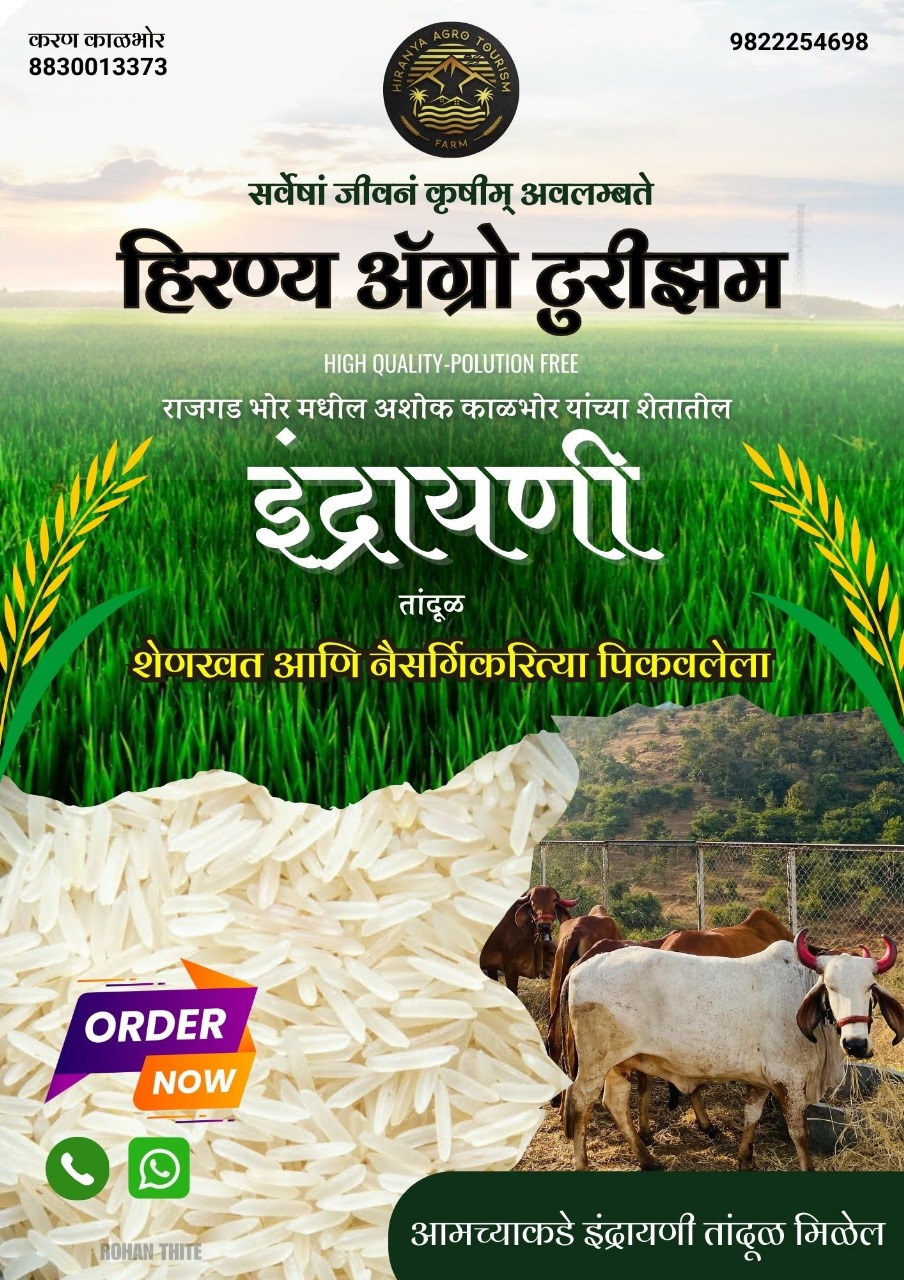 करण काळभोर
8830013373
9822254698
HIRANYA AGRO TOURISM
FARM
सर्वेषां जीवनं कृषीम् अवलम्बते
हिरण्य ॲग्रो टुरीझम
HIGH QUALITY-POLUTION FREE
राजगड भोर मधील अशोक काळभोर यांच्या शेतातील
इंद्रायणी
तांदूळ
शेणखत आणि नैसर्गिकरित्या पिकवलेला
ORDER
NOW
ROHAN THITE
आमच्याकडे इंद्रायणी तांदूळ मिळेल